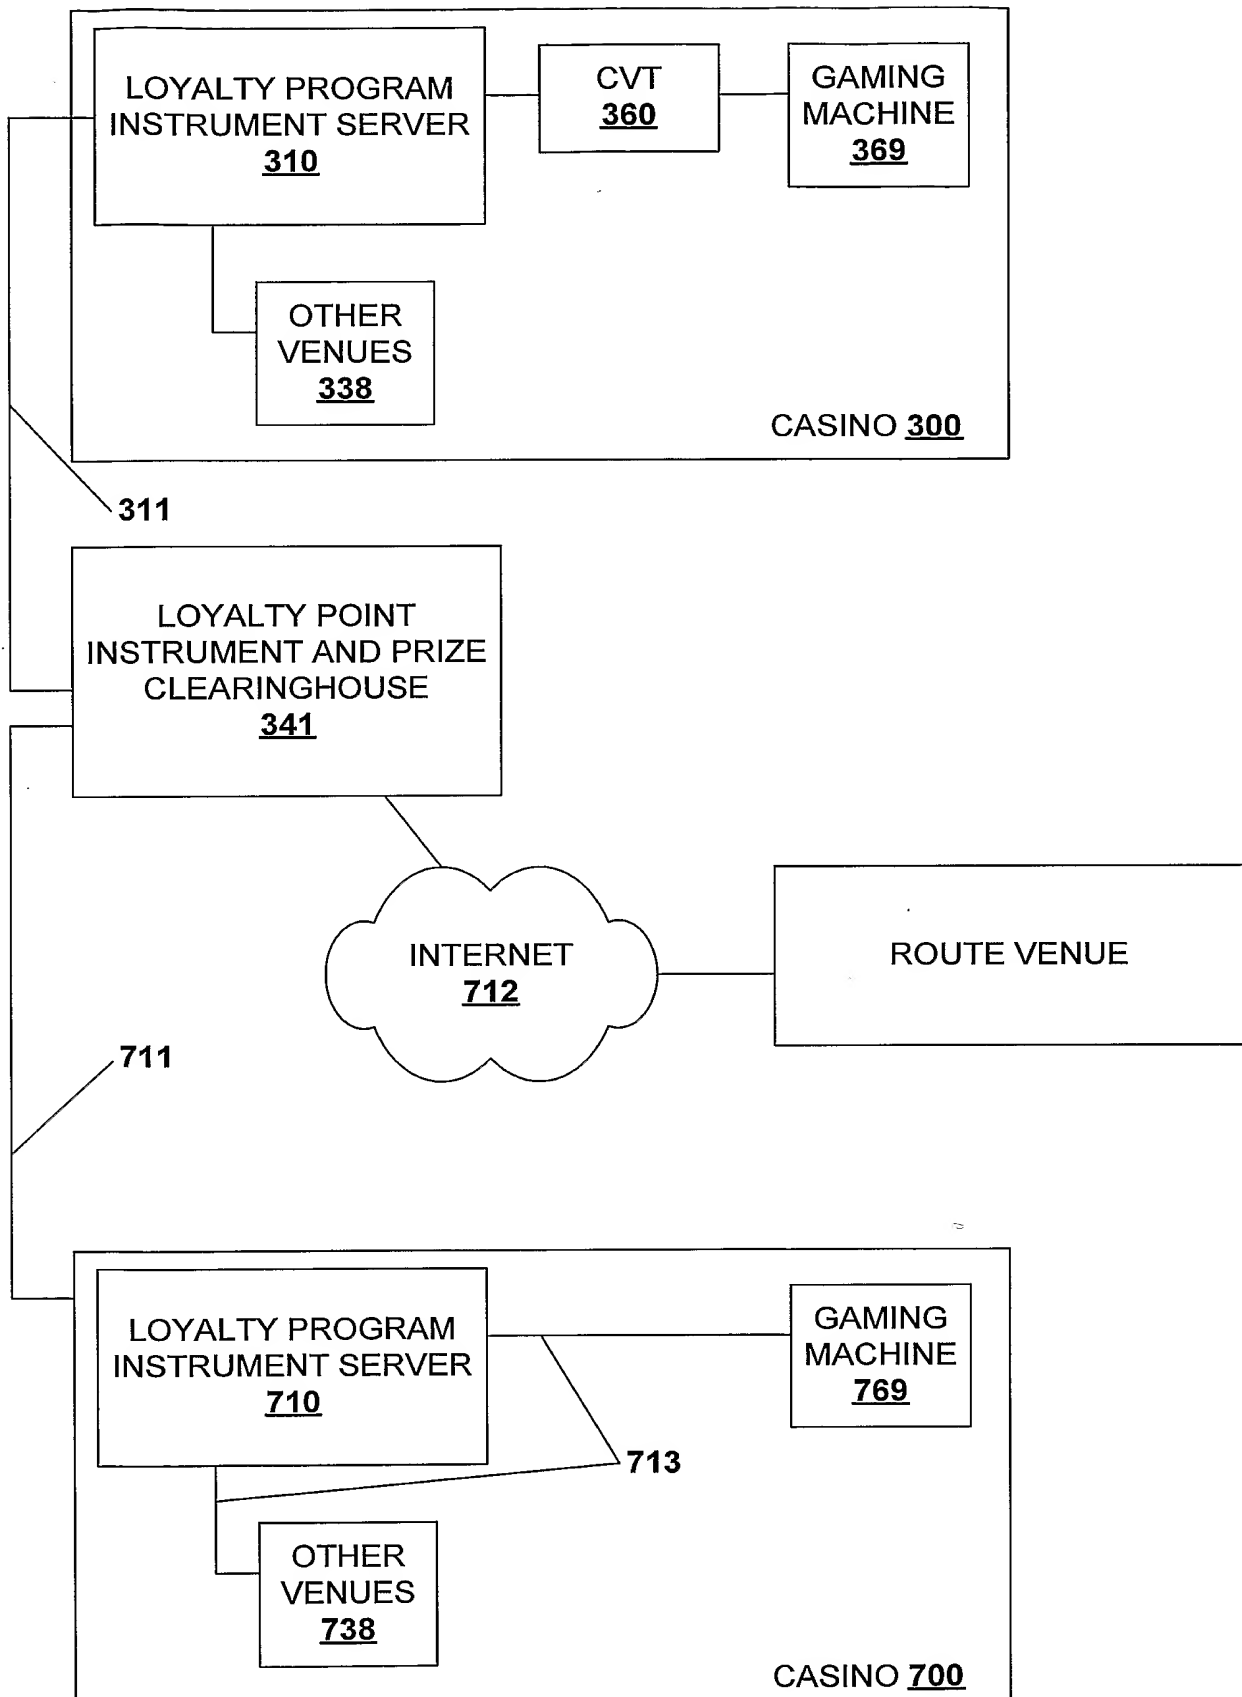 LOYALTY PROGRAM
INSTRUMENT SERVER
310
CVT
360
GAMING
MACHINE
369
OTHER
VENUES
338
CASINO 300
311
LOYALTY POINT
INSTRUMENT AND PRIZE
CLEARINGHOUSE
341
INTERNET
712
ROUTE VENUE
711
LOYALTY PROGRAM
INSTRUMENT SERVER
710
GAMING
MACHINE
769
713
OTHER
VENUES
738
CASINO 700